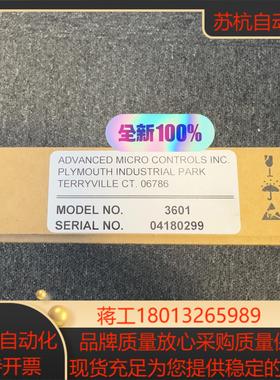 苏杭自动
全新100%
ADVANCED MICRO CONTROLS INC.
PLYMOUTH INDUSTRIAL PARK
TERRYVILLE CT. 06786
MODEL NO. 3601
SERIAL NO. 04180299
蒋工18013265989
自动化
品牌质量放心采购质量保
开票
现货充足为您提供稳定的